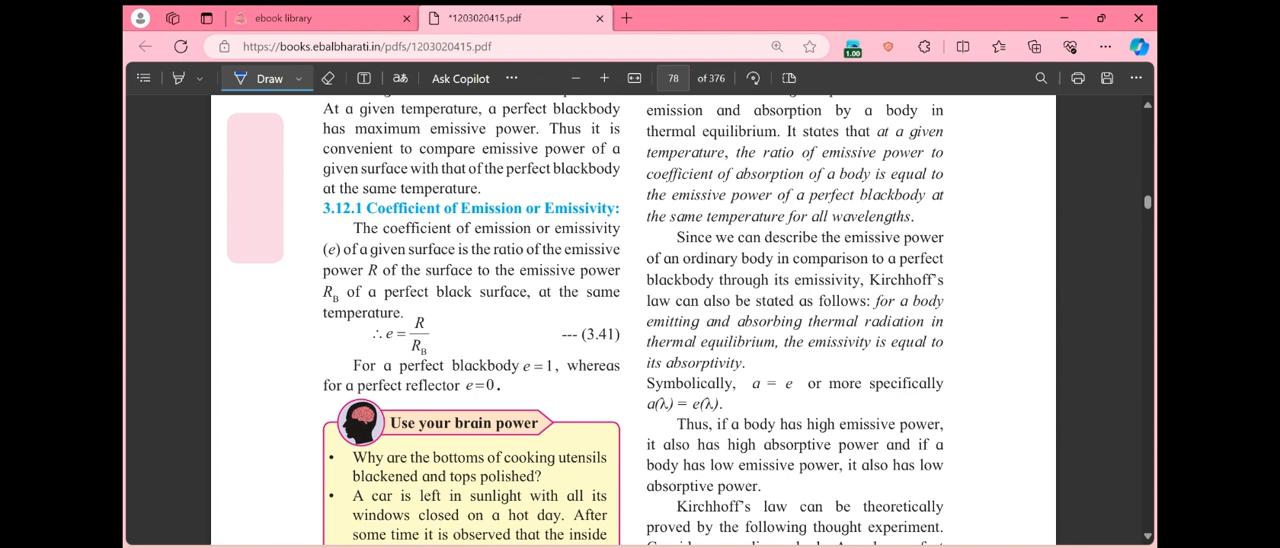 ebook library
*1203020415.pdf
https://books.ebalbharati.in/pdfs/1203020415.pdf
1.00
Draw
aあ
Ask Copilot
78 of 376
At a given temperature, a perfect blackbody
has maximum emissive power. Thus it is
convenient to compare emissive power of a
given surface with that of the perfect blackbody
at the same temperature.
3.12.1 Coefficient of Emission or Emissivity:
The coefficient of emission or emissivity
(e) of a given surface is the ratio of the emissive
power R of the surface to the emissive power
R_B of a perfect black surface, at the same
temperature.
∴ e = R / R_B --- (3.41)
For a perfect blackbody e = 1, whereas
for a perfect reflector e=0.
Use your brain power
• Why are the bottoms of cooking utensils
blackened and tops polished?
• A car is left in sunlight with all its
windows closed on a hot day. After
some time it is observed that the inside
emission and absorption by a body in
thermal equilibrium. It states that at a given
temperature, the ratio of emissive power to
coefficient of absorption of a body is equal to
the emissive power of a perfect blackbody at
the same temperature for all wavelengths.
Since we can describe the emissive power
of an ordinary body in comparison to a perfect
blackbody through its emissivity, Kirchhoff's
law can also be stated as follows: for a body
emitting and absorbing thermal radiation in
thermal equilibrium, the emissivity is equal to
its absorptivity.
Symbolically, a = e or more specifically
a(λ) = e(λ).
Thus, if a body has high emissive power,
it also has high absorptive power and if a
body has low emissive power, it also has low
absorptive power.
Kirchhoff's law can be theoretically
proved by the following thought experiment.